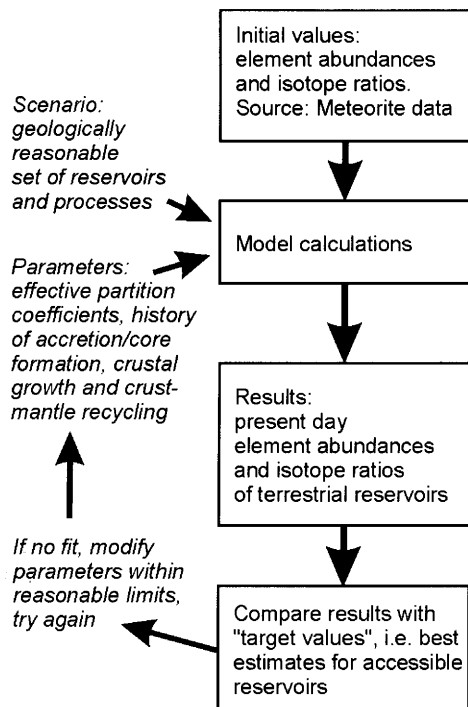 Initial values:
element abundances
and isotope ratios.
Source: Meteorite data
Scenario:
geologically
reasonable
set of reservoirs
and processes
Model calculations
Parameters:
effective partition
coefficients, history
of accretion/core
formation, crustal
growth and crust-
mantle recycling
Results:
present day
element abundances
and isotope ratios
of terrestrial reservoirs
If no fit, modify
parameters within
reasonable limits,
try again
Compare results with
"target values", i.e. best
estimates for accessible
reservoirs